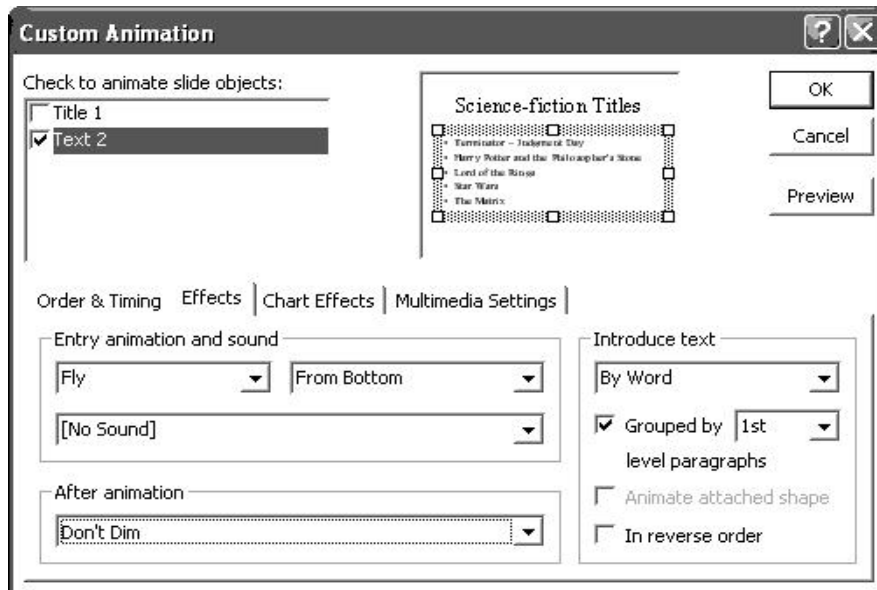 Custom Animation
Check to animate slide objects:
Title 1
Text 2
Science-fiction Titles
• Terminator – Judgment Day
• Harry Potter and the Philosopher's Stone
• Lord of the Rings
• Star Wars
• The Matrix
OK
Cancel
Preview
Order & Timing
Effects
Chart Effects
Multimedia Settings
Entry animation and sound
Fly
From Bottom
[No Sound]
After animation
Don't Dim
Introduce text
By Word
Grouped by 1st
level paragraphs
Animate attached shape
In reverse order